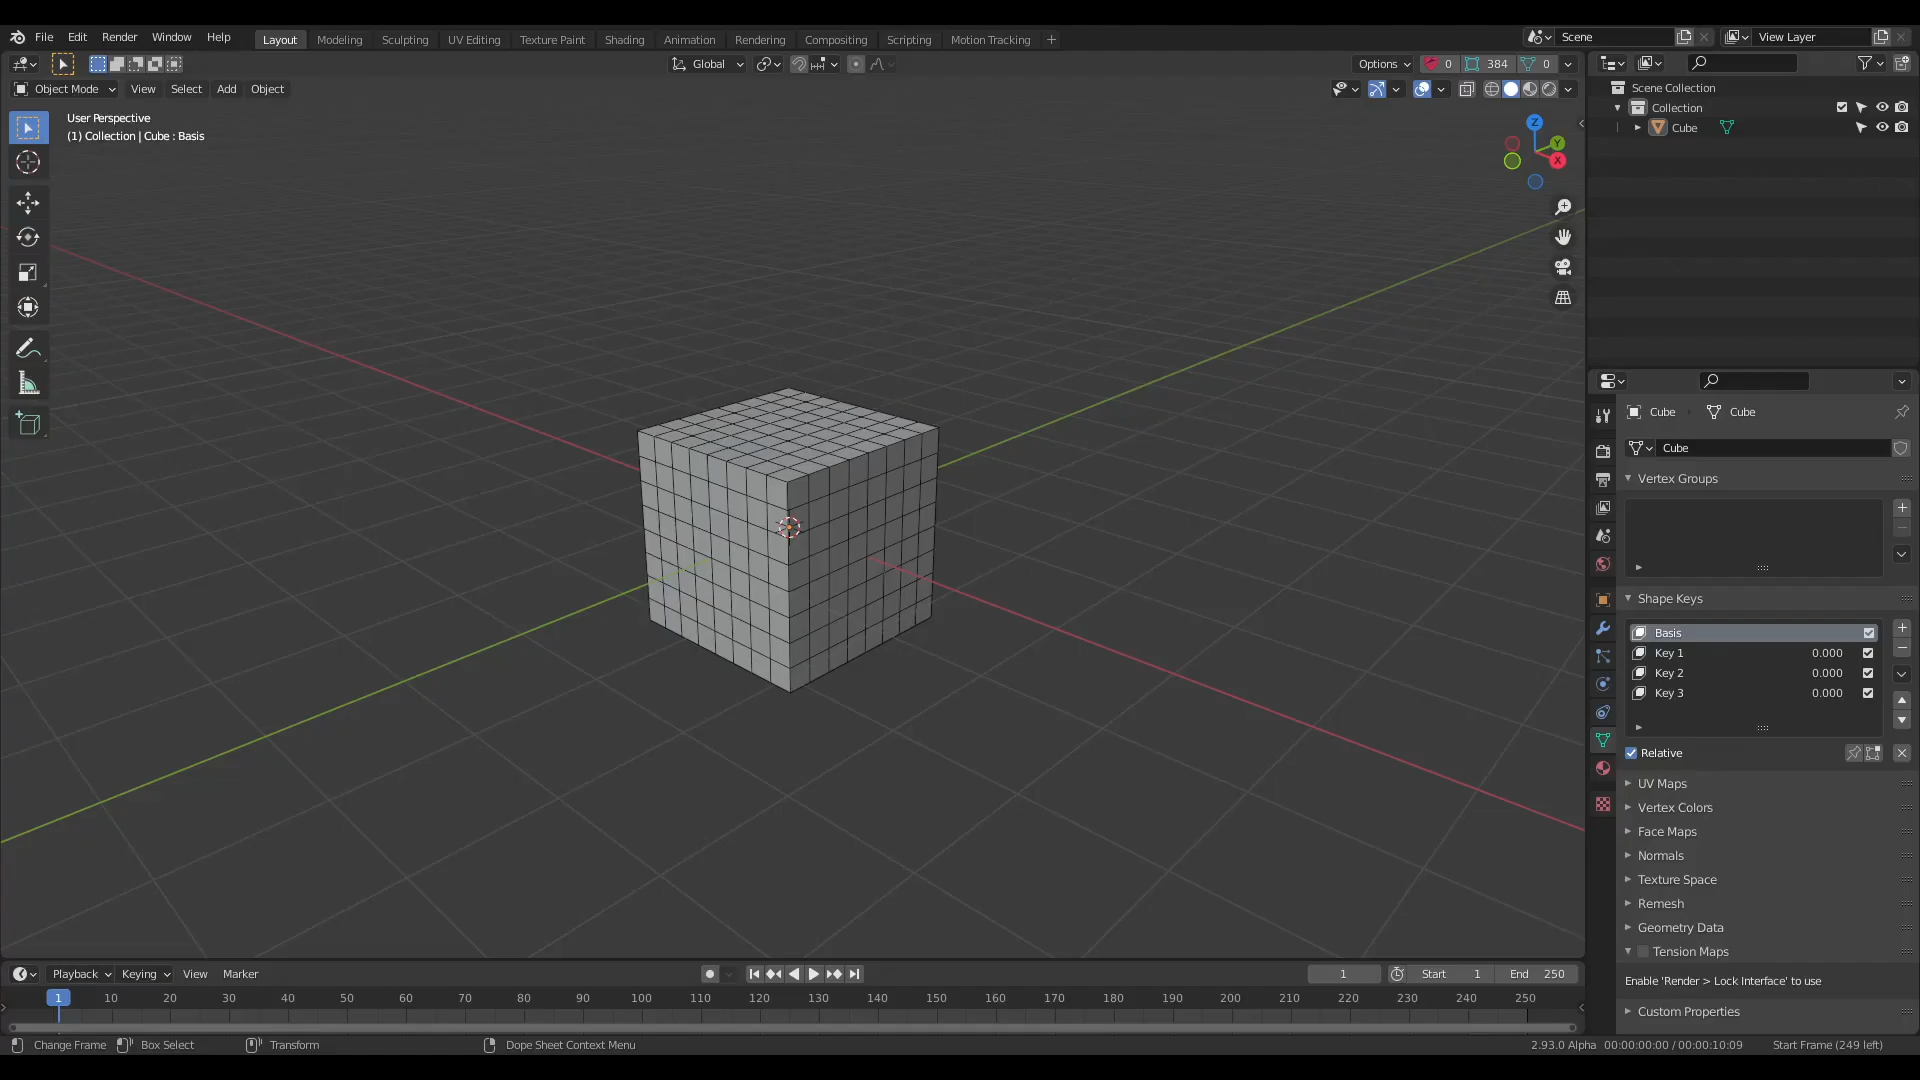 File Edit Render Window Help
Layout Modeling Sculpting UV Editing Texture Paint Shading Animation Rendering Compositing Scripting Motion Tracking +
Scene
View Layer
Global
Options
0 384 0
Object Mode View Select Add Object
User Perspective
(1) Collection | Cube : Basis
Z
Y
X
Scene Collection
Collection
Cube
Cube Cube
Cube
Vertex Groups
Shape Keys
Basis
Key 1 0.000
Key 2 0.000
Key 3 0.000
Relative
UV Maps
Vertex Colors
Face Maps
Normals
Texture Space
Remesh
Geometry Data
Tension Maps
Enable 'Render > Lock Interface' to use
Custom Properties
Playback Keying View Marker
1 Start 1 End 250
1 10 20 30 40 50 60 70 80 90 100 110 120 130 140 150 160 170 180 190 200 210 220 230 240 250
Change Frame Box Select Transform Dope Sheet Context Menu
2.93.0 Alpha 00:00:00:00 / 00:00:10:09 Start Frame (249 left)